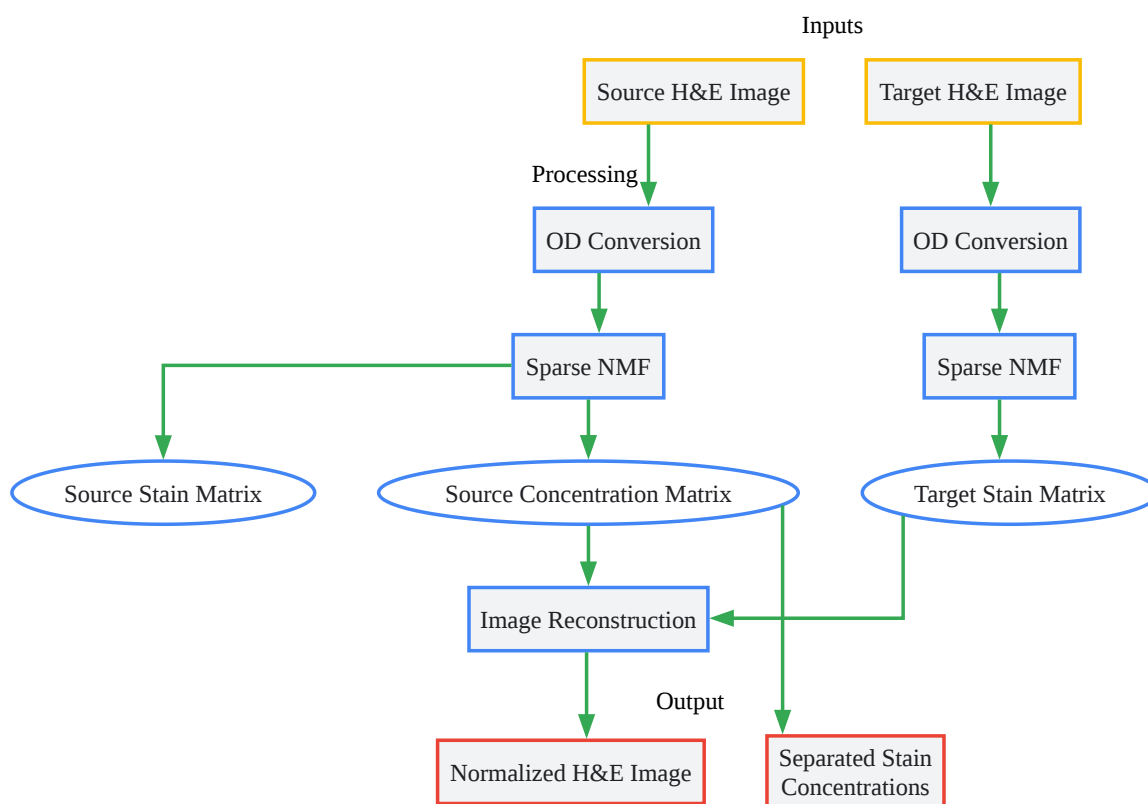 Inputs
Source H&E Image
Target H&E Image
Processing
OD Conversion
OD Conversion
Sparse NMF
Sparse NMF
Source Stain Matrix
Source Concentration Matrix
Target Stain Matrix
Image Reconstruction
Output
Normalized H&E Image
Separated Stain
Concentrations